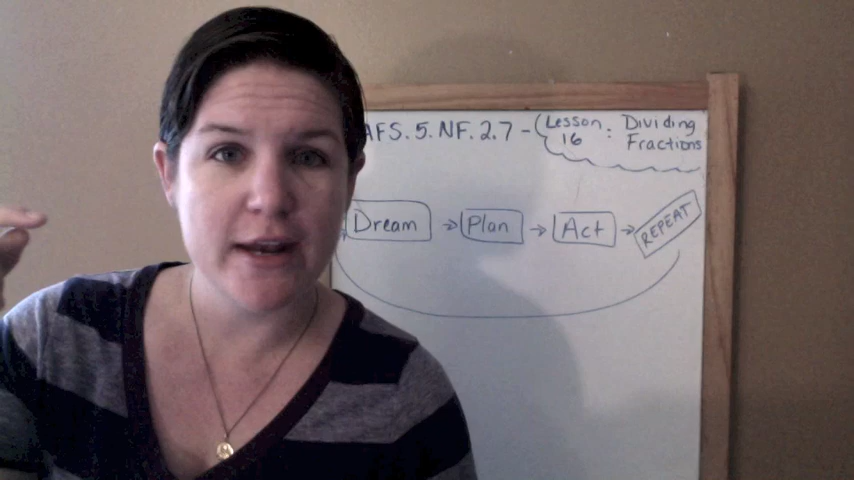 AFS.5.NF.2.7 - Lesson 16 : Dividing Fractions
Dream → Plan → Act → REPEAT